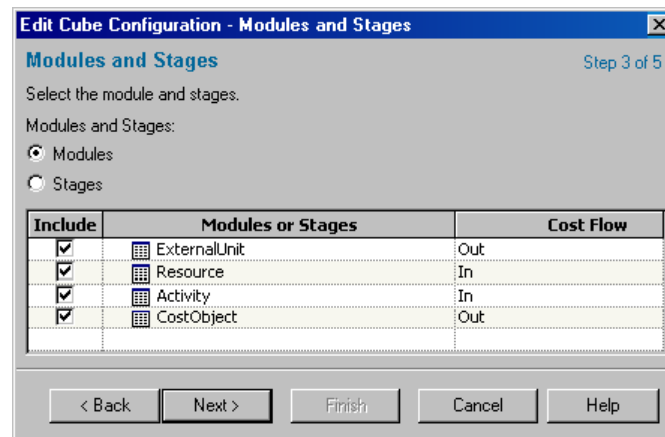 Edit Cube Configuration - Modules and Stages
Modules and Stages
Step 3 of 5
Select the module and stages.
Modules and Stages:
Modules
Stages
Include Modules or Stages Cost Flow
ExternalUnit Out
Resource In
Activity In
CostObject Out
< Back Next > Finish Cancel Help